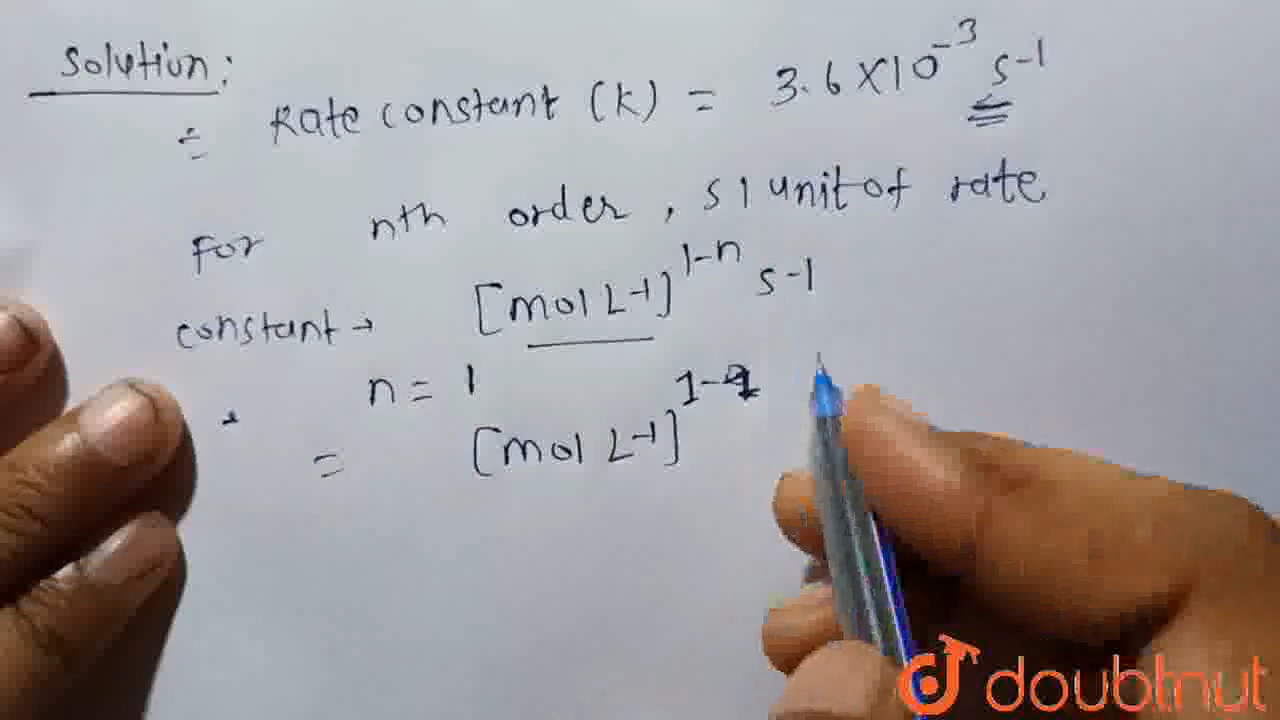 Solution:
÷ Rate constant (k) = 3.6 X10⁻³ s-1
For nth order, SI unit of rate
constant → [mol L-1]¹⁻ⁿ s-1
n = 1
= [mol L-1]¹⁻¹
doubtnut